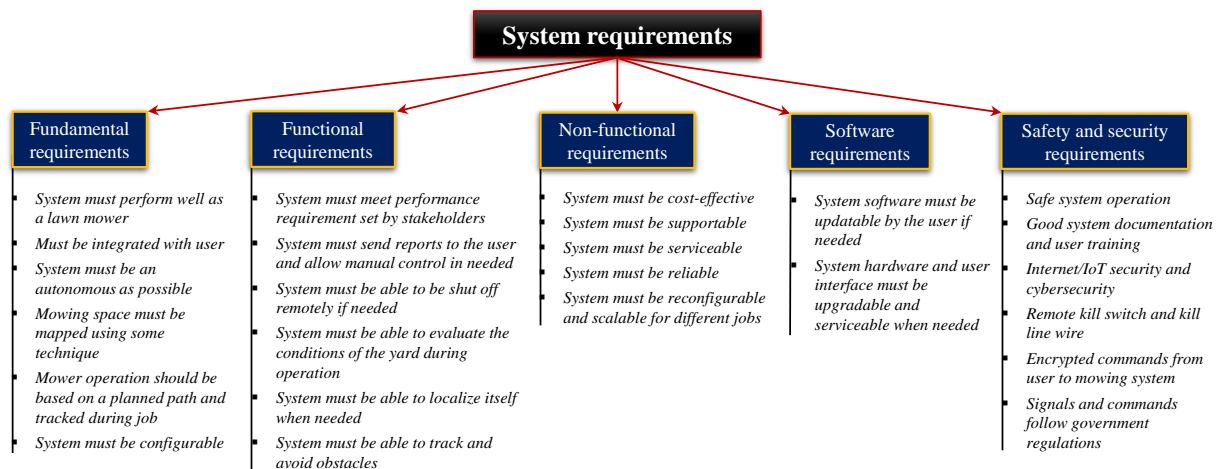 System requirements
Fundamental
requirements
System must perform well as
a lawn mower
Must be integrated with user
System must be an
autonomous as possible
Mowing space must be
mapped using some
technique
Mower operation should be
based on a planned path and
tracked during job
System must be configurable
Functional
requirements
System must meet performance
requirement set by stakeholders
System must send reports to the user
and allow manual control in needed
System must be able to be shut off
remotely if needed
System must be able to evaluate the
conditions of the yard during
operation
System must be able to localize itself
when needed
System must be able to track and
avoid obstacles
Non-functional
requirements
System must be cost-effective
System must be supportable
System must be serviceable
System must be reliable
System must be reconfigurable
and scalable for different jobs
Software
requirements
System software must be
updatable by the user if
needed
System hardware and user
interface must be
upgradable and
serviceable when needed
Safety and security
requirements
Safe system operation
Good system documentation
and user training
Internet/IoT security and
cybersecurity
Remote kill switch and kill
line wire
Encrypted commands from
user to mowing system
Signals and commands
follow government
regulations